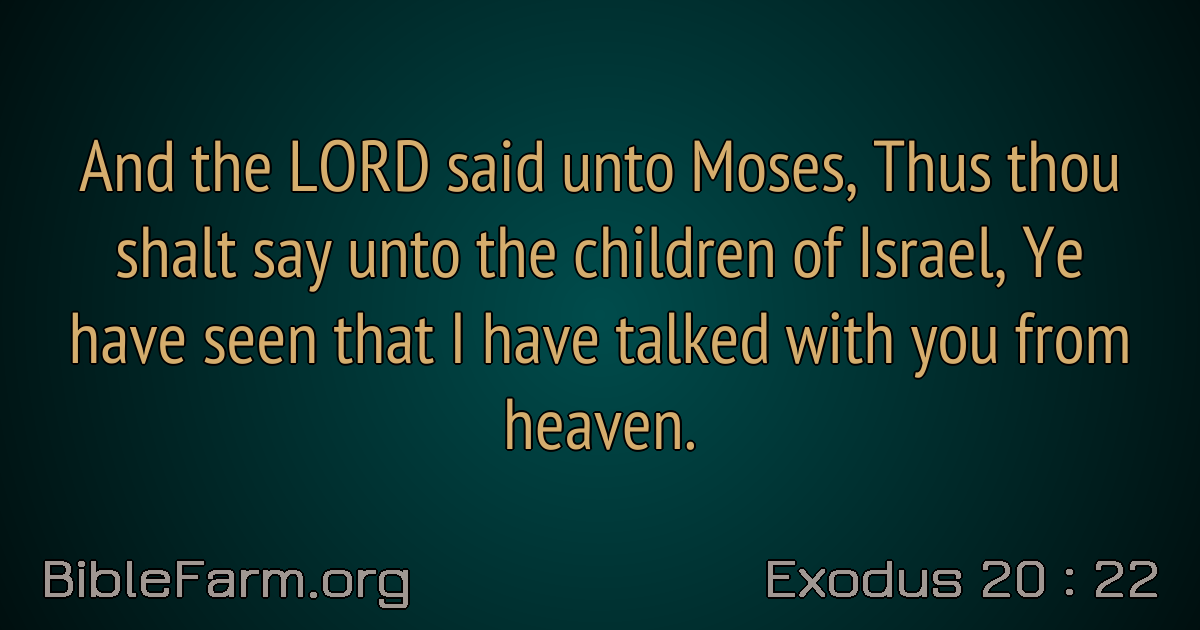 And the LORD said unto Moses, Thus thou
shalt say unto the children of Israel, Ye
have seen that I have talked with you from
heaven.
BibleFarm.org
Exodus 20 : 22